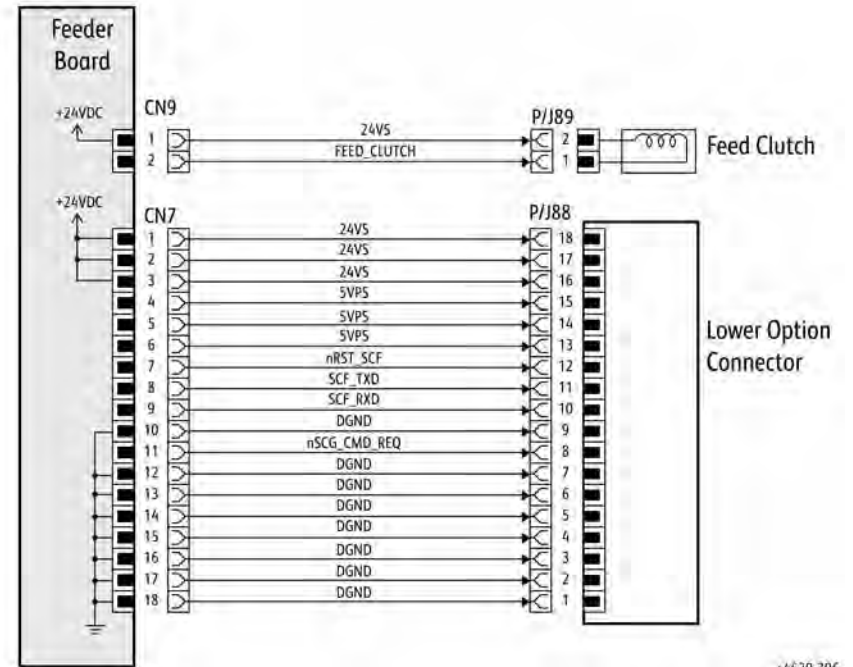 Feeder
Board
+24VDC
CN9
P/J89
1 24VS 2
2 FEED_CLUTCH 1
Feed Clutch
+24VDC
CN7
P/J88
1 24VS 18
2 24VS 17
3 24VS 16
4 5VPS 15
5 5VPS 14
6 5VPS 13
7 nRST_SCF 12
8 SCF_TXD 11
9 SCF_RXD 10
10 DGND 9
11 nSCG_CMD_REQ 8
12 DGND 7
13 DGND 6
14 DGND 5
15 DGND 4
16 DGND 3
17 DGND 2
18 DGND 1
Lower Option
Connector